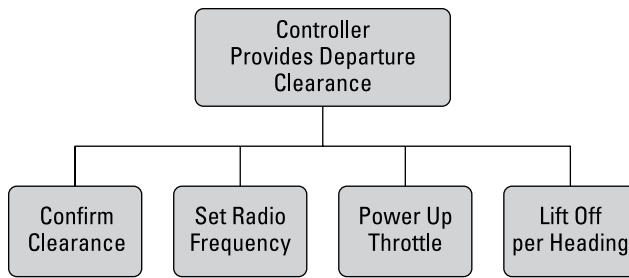 Controller
Provides Departure
Clearance
Confirm
Clearance
Set Radio
Frequency
Power Up
Throttle
Lift Off
per Heading